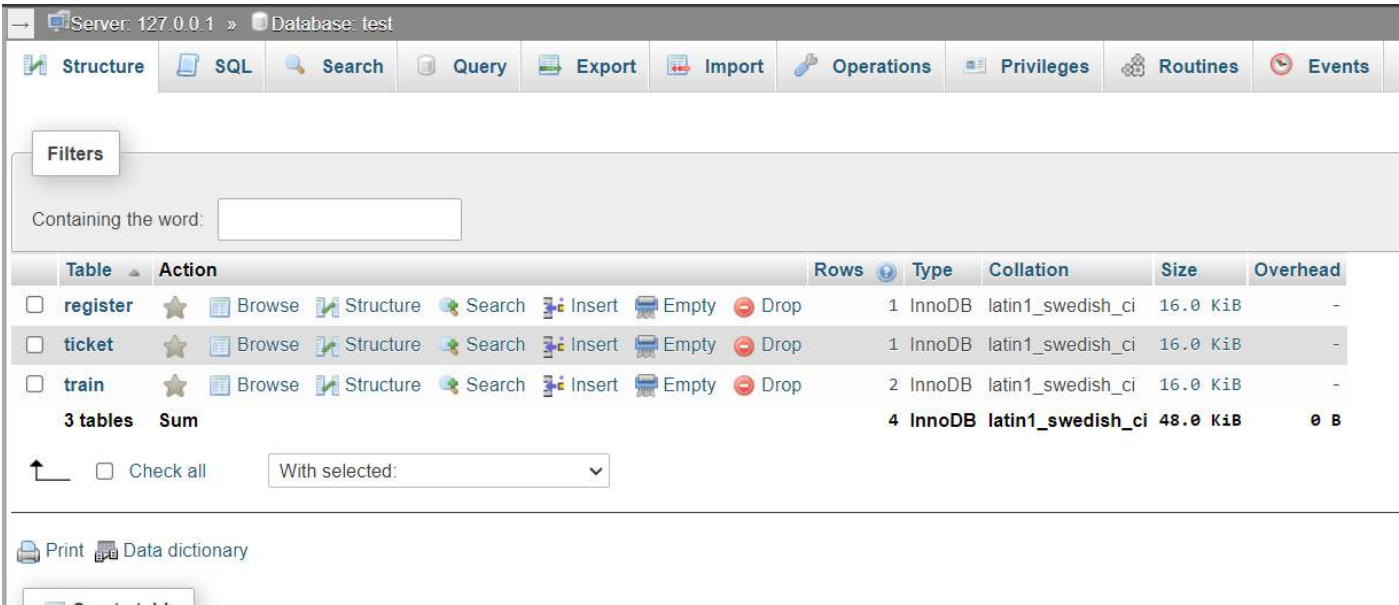 → Server: 127.0.0.1 » Database: test
Structure SQL Search Query Export Import Operations Privileges Routines Events
Filters
Containing the word:
Table Action Rows Type Collation Size Overhead
register Browse Structure Search Insert Empty Drop 1 InnoDB latin1_swedish_ci 16.0 KiB -
ticket Browse Structure Search Insert Empty Drop 1 InnoDB latin1_swedish_ci 16.0 KiB -
train Browse Structure Search Insert Empty Drop 2 InnoDB latin1_swedish_ci 16.0 KiB -
3 tables Sum 4 InnoDB latin1_swedish_ci 48.0 KiB 0 B
Check all With selected:
Print Data dictionary